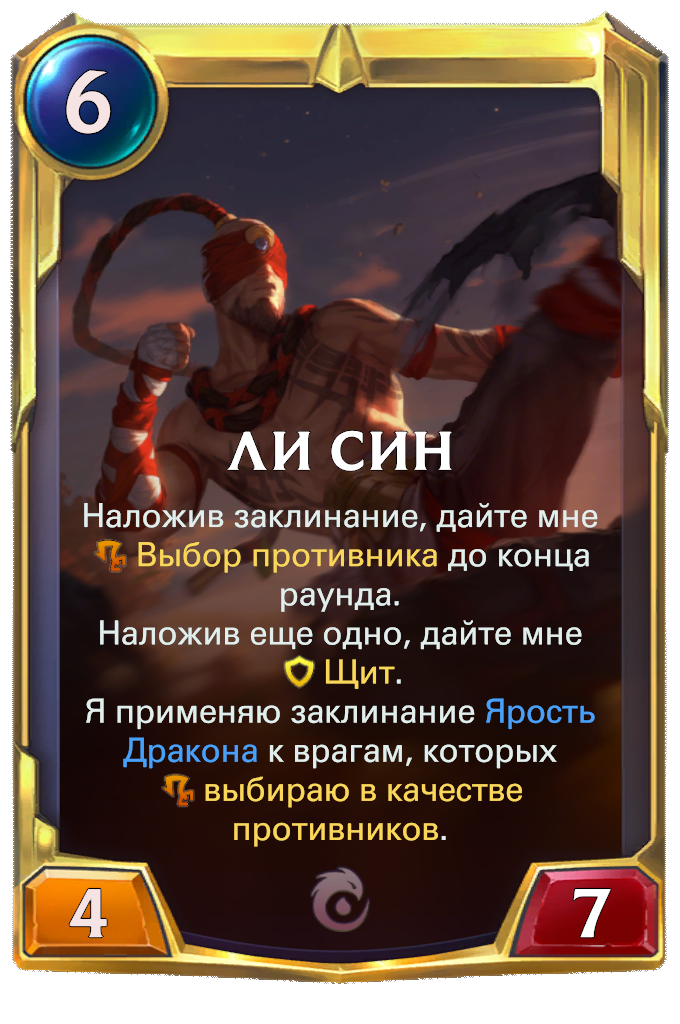 6
ЛИ СИН
Наложив заклинание, дайте мне
Выбор противника до конца
раунда.
Наложив еще одно, дайте мне
Щит.
Я применяю заклинание Ярость
Дракона к врагам, которых
выбираю в качестве
противников.
4
7